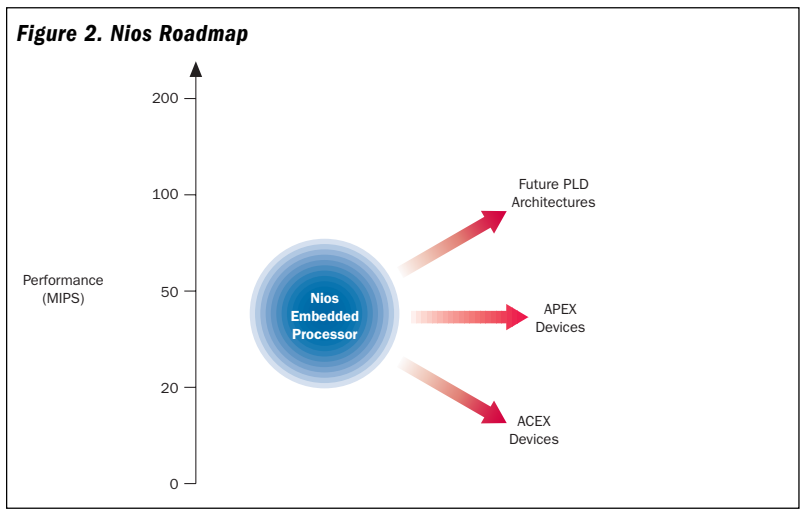 Figure 2. Nios Roadmap
200
100
50
20
0
Performance
(MIPS)
Nios
Embedded
Processor
Future PLD
Architectures
APEX
Devices
ACEX
Devices